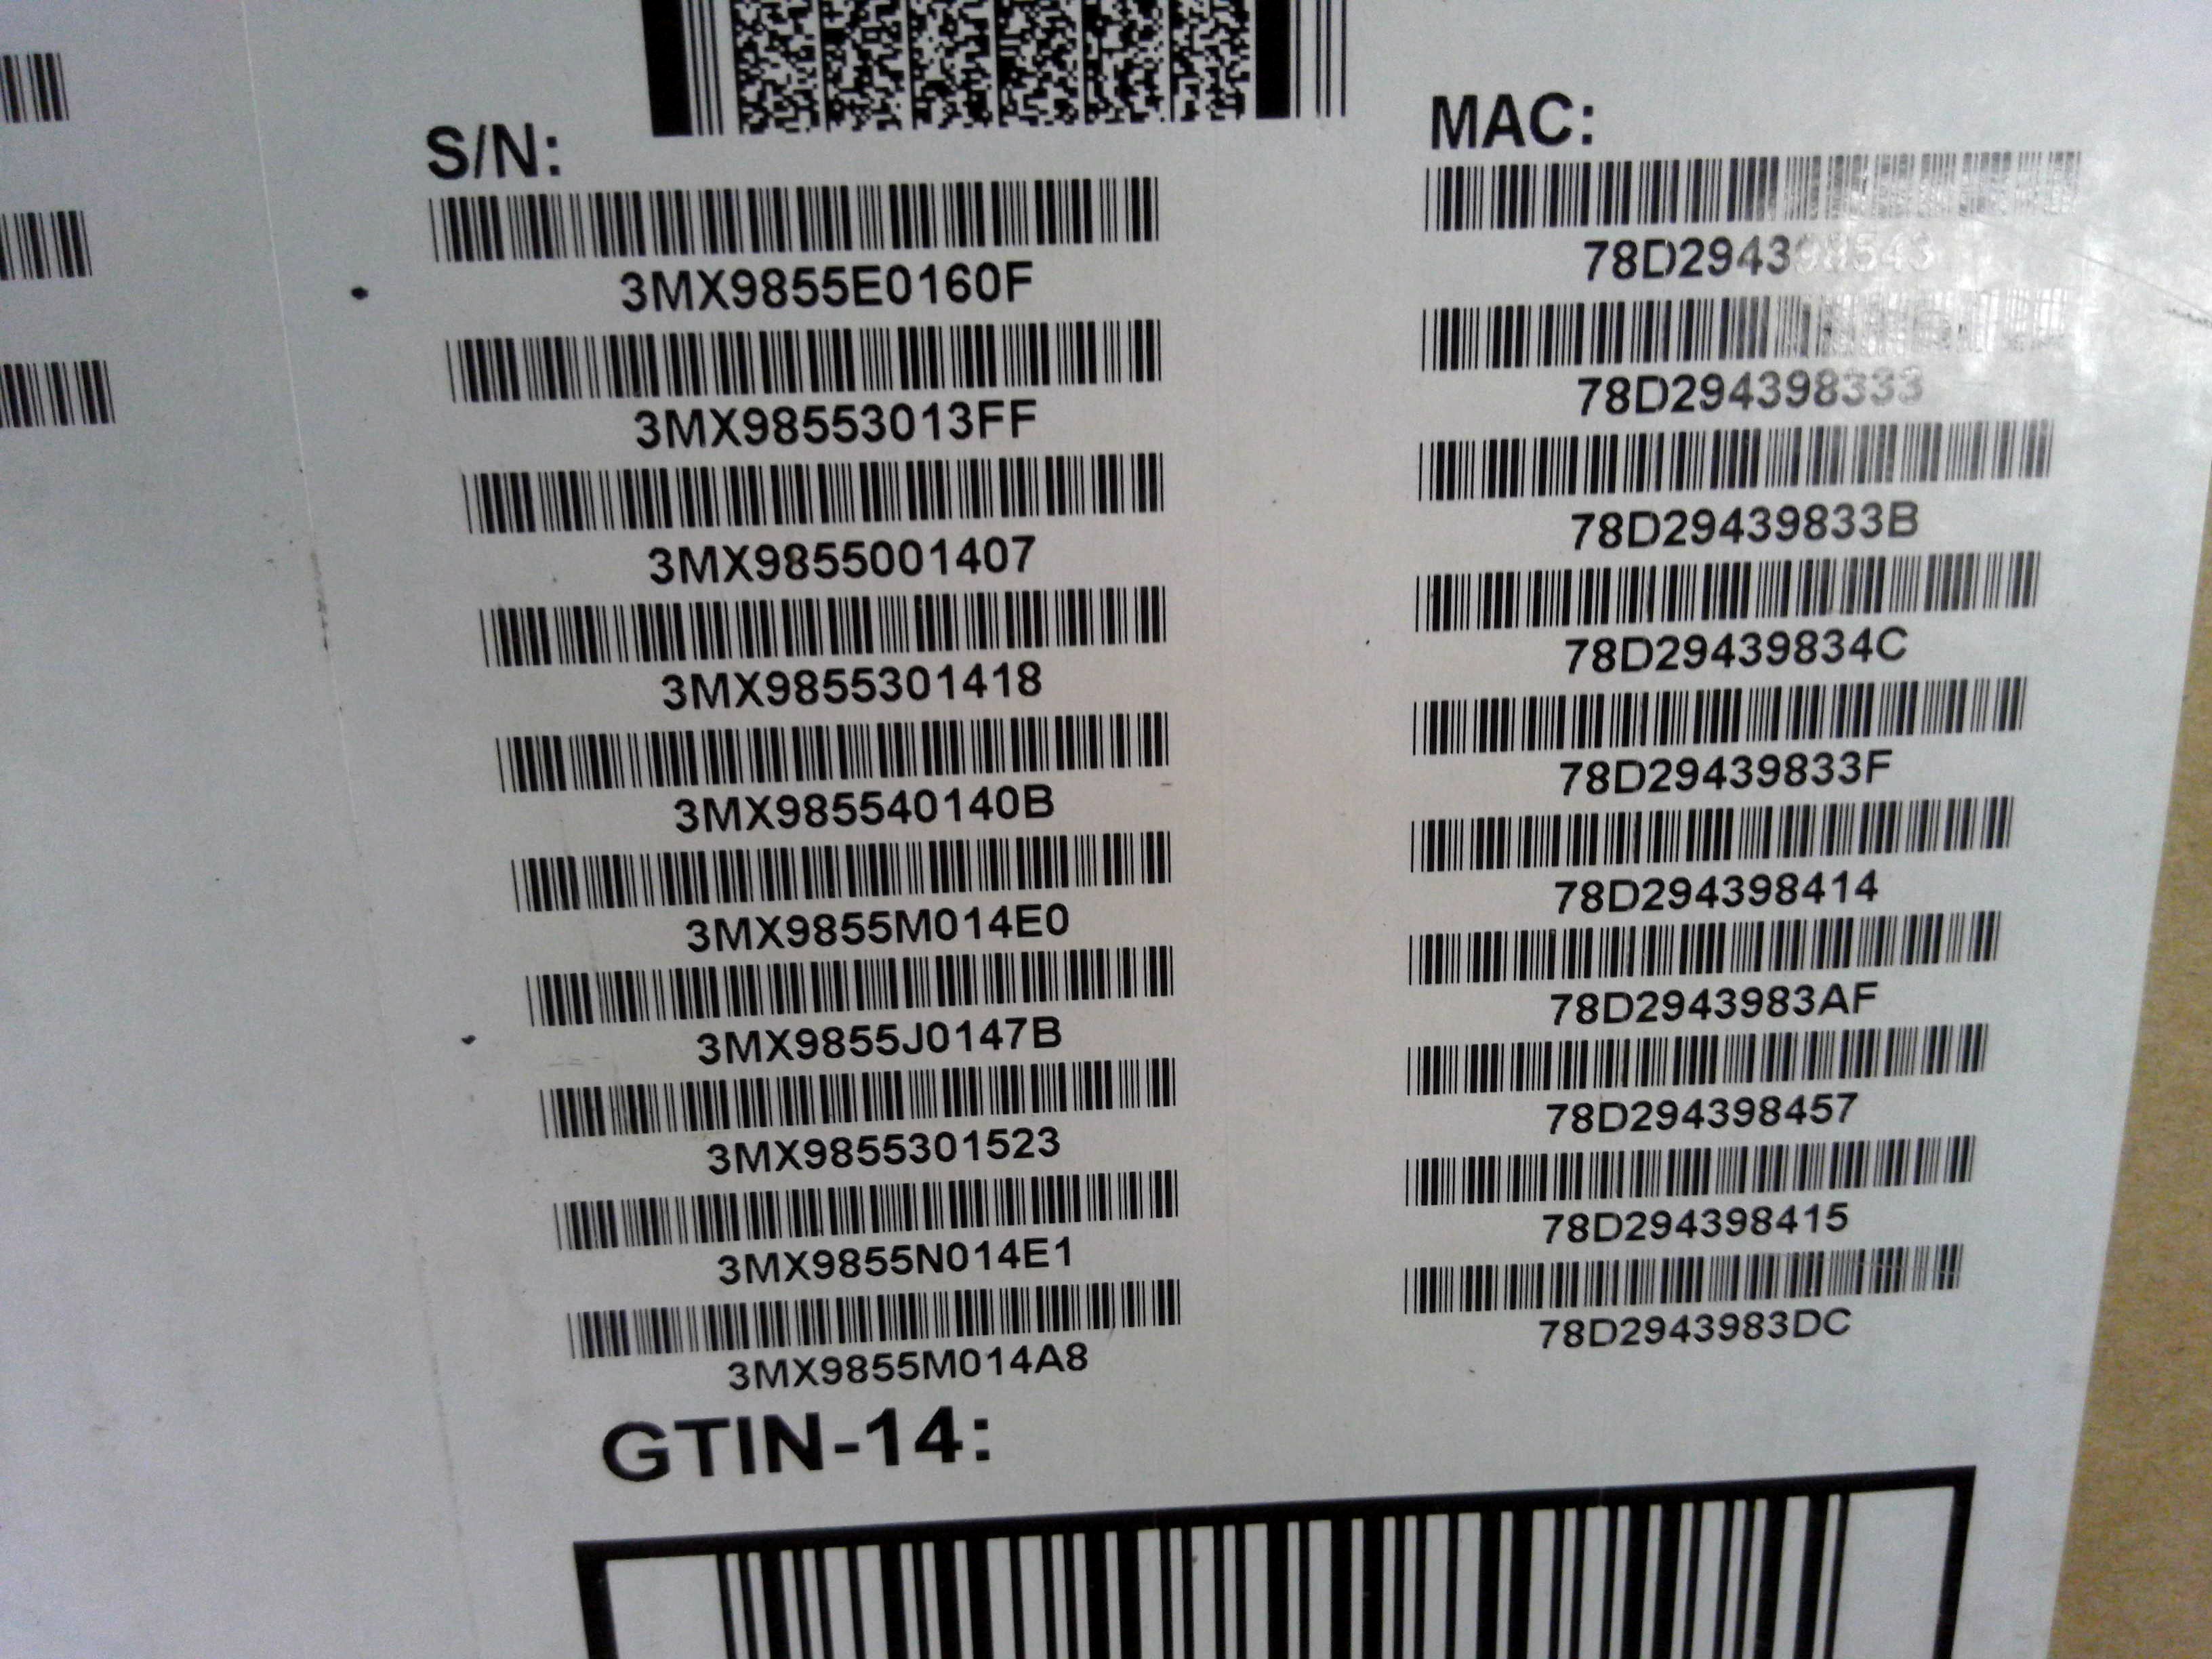 S/N:
3MX9855E0160F
3MX98553013FF
3MX9855001407
3MX9855301418
3MX985540140B
3MX9855M014E0
3MX9855J0147B
3MX9855301523
3MX9855N014E1
3MX9855M014A8
MAC:
78D294398333
78D29439833B
78D29439834C
78D29439833F
78D294398414
78D2943983AF
78D294398457
78D294398415
78D2943983DC
GTIN-14: